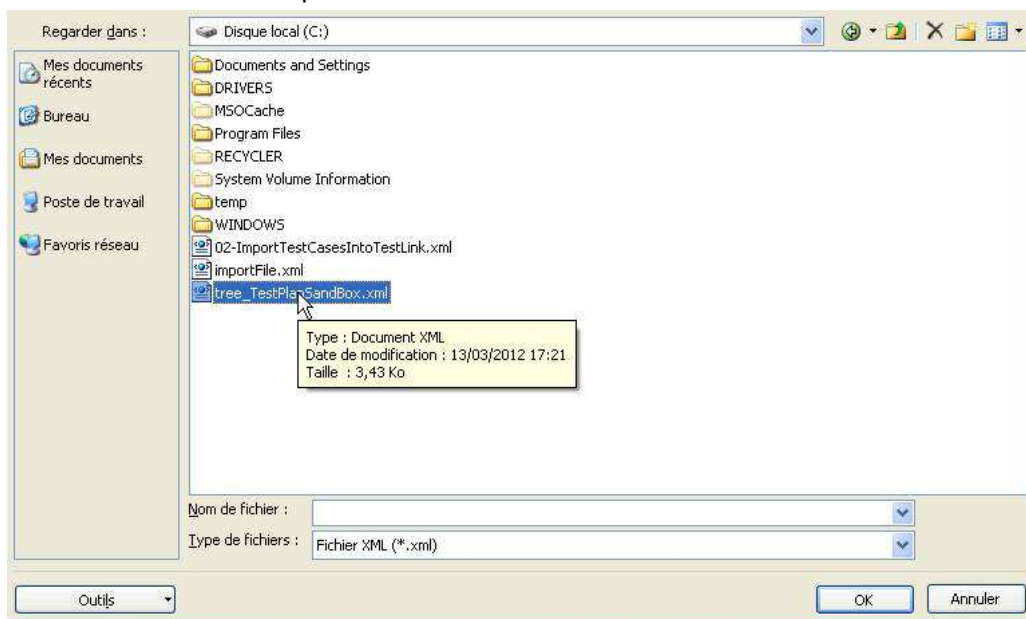 Regarder dans :
Disque local (C:)
Mes documents
récents
Bureau
Mes documents
Poste de travail
Favoris réseau
Documents and Settings
DRIVERS
MSOCache
Program Files
RECYCLER
System Volume Information
temp
WINDOWS
02-ImportTestCasesIntoTestLink.xml
importFile.xml
tree_TestPlanSandBox.xml
Type : Document XML
Date de modification : 13/03/2012 17:21
Taille : 3,43 Ko
Nom de fichier :
Type de fichiers :
Fichier XML (*.xml)
Outils
OK
Annuler